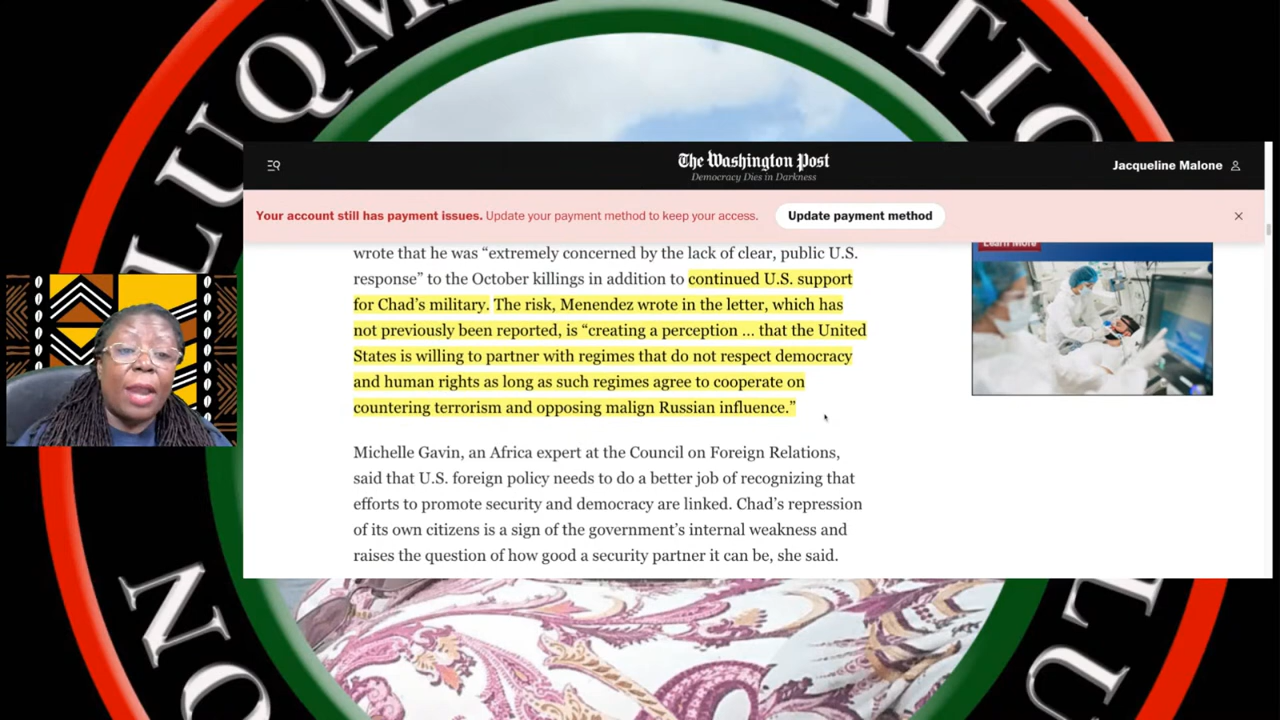 LUQM
The Washington Post
Democracy Dies in Darkness
Jacqueline Malone
Your account still has payment issues. Update your payment method to keep your access.
Update payment method
Learn More
wrote that he was “extremely concerned by the lack of clear, public U.S.
response” to the October killings in addition to continued U.S. support
for Chad’s military. The risk, Menendez wrote in the letter, which has
not previously been reported, is “creating a perception ... that the United
States is willing to partner with regimes that do not respect democracy
and human rights as long as such regimes agree to cooperate on
countering terrorism and opposing malign Russian influence.”
Michelle Gavin, an Africa expert at the Council on Foreign Relations,
said that U.S. foreign policy needs to do a better job of recognizing that
efforts to promote security and democracy are linked. Chad’s repression
of its own citizens is a sign of the government’s internal weakness and
raises the question of how good a security partner it can be, she said.